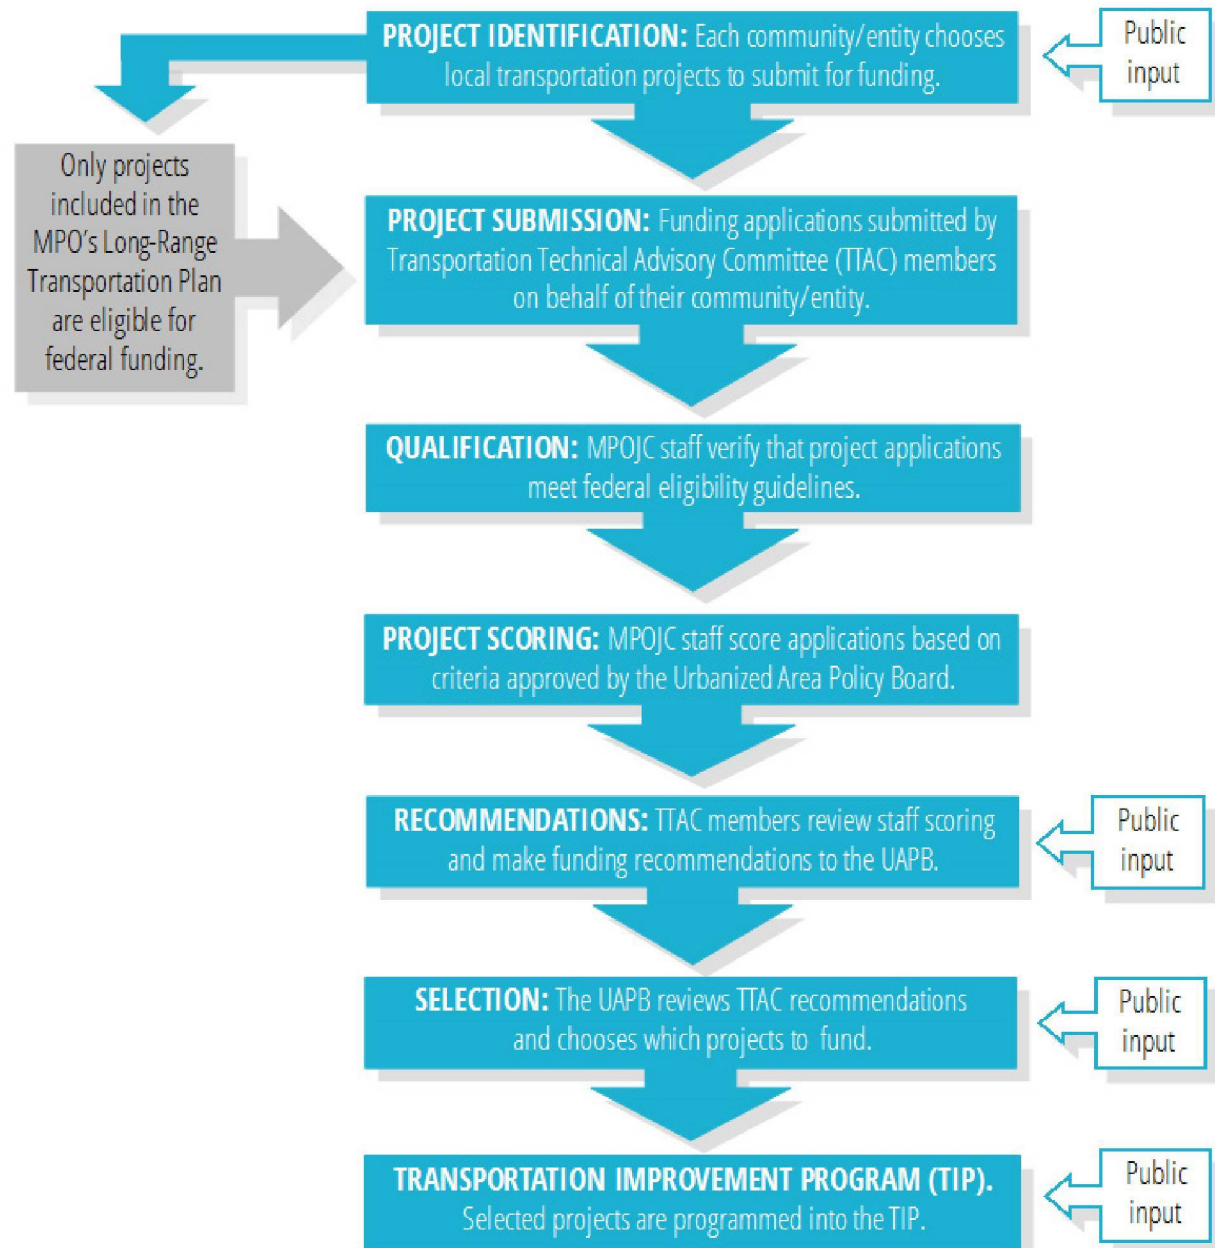 PROJECT IDENTIFICATION: Each community/entity chooses
local transportation projects to submit for funding.
Public
input
Only projects
included in the
MPO's Long-Range
Transportation Plan
are eligible for
federal funding.
PROJECT SUBMISSION: Funding applications submitted by
Transportation Technical Advisory Committee (TTAC) members
on behalf of their community/entity.
QUALIFICATION: MPOJC staff verify that project applications
meet federal eligibility guidelines.
PROJECT SCORING: MPOJC staff score applications based on
criteria approved by the Urbanized Area Policy Board.
RECOMMENDATIONS: TTAC members review staff scoring
and make funding recommendations to the UAPB.
Public
input
SELECTION: The UAPB reviews TTAC recommendations
and chooses which projects to fund.
Public
input
TRANSPORTATION IMPROVEMENT PROGRAM (TIP).
Selected projects are programmed into the TIP.
Public
input